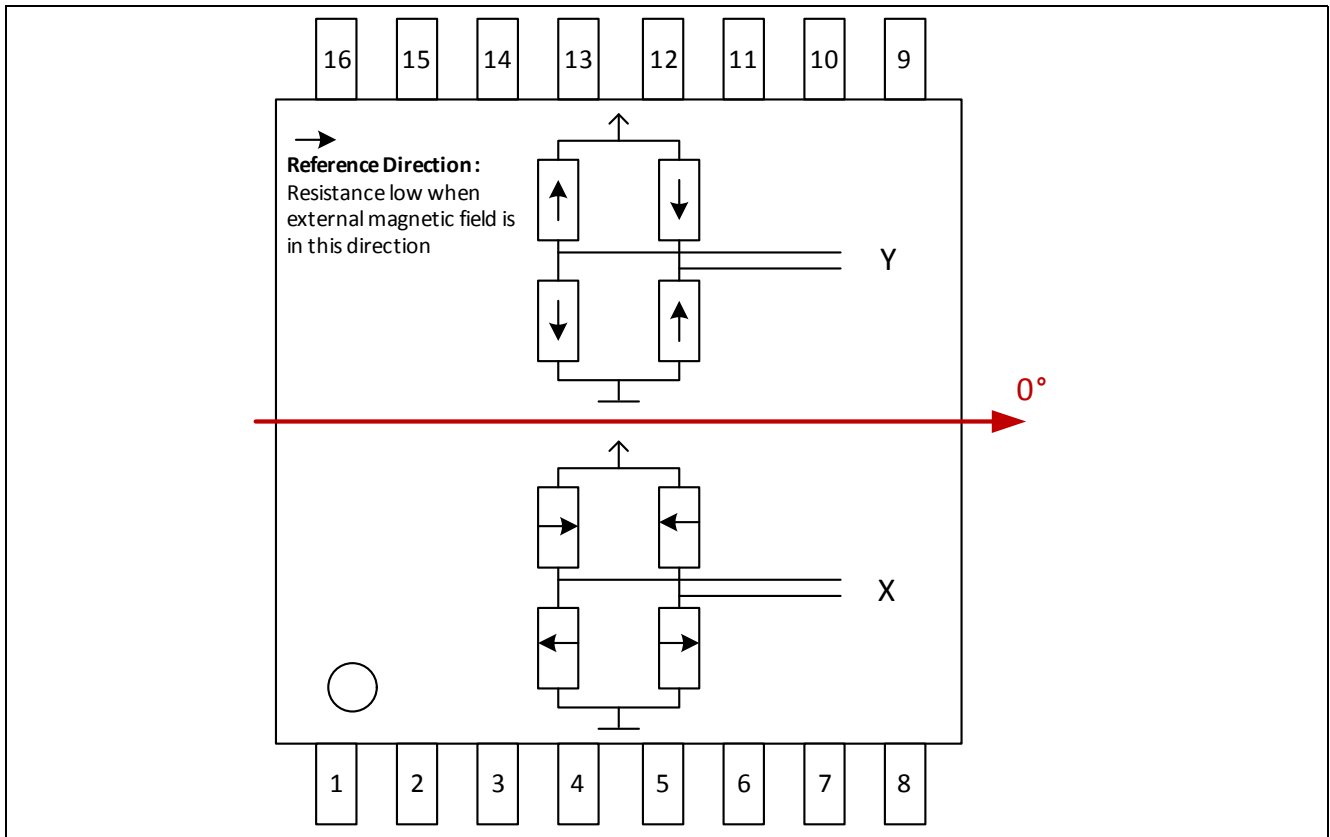 16 15 14 13 12 11 10 9
Reference Direction:
Resistance low when
external magnetic field is
in this direction
Y
0°
X
1 2 3 4 5 6 7 8